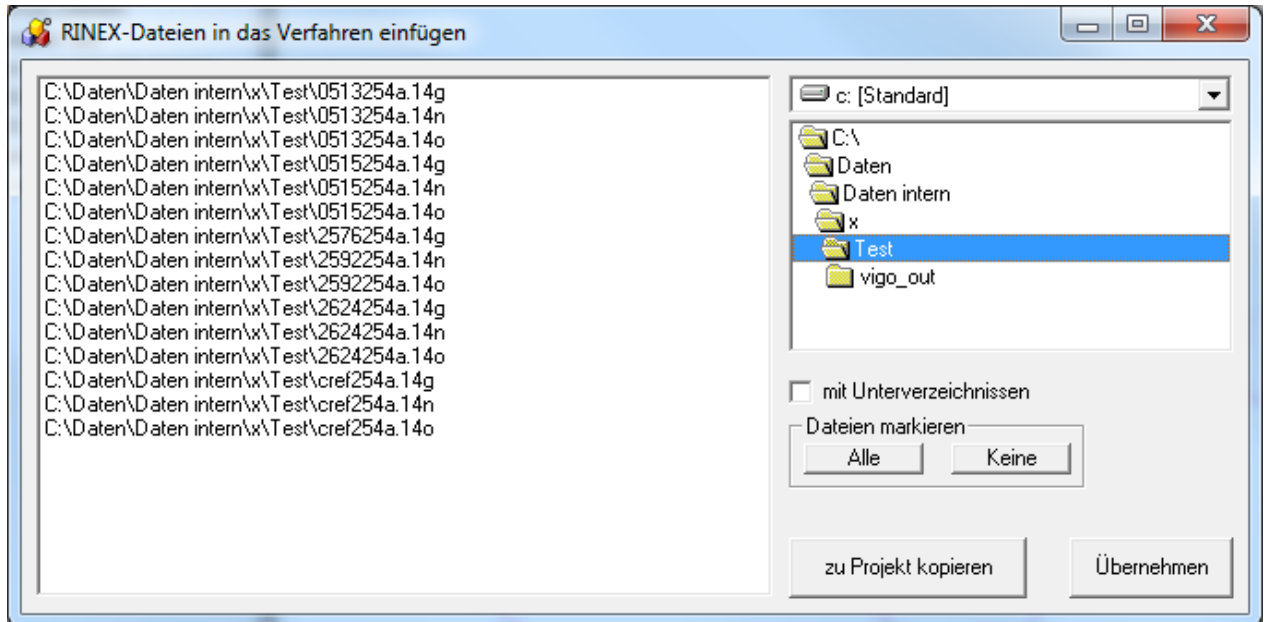 RINEX-Dateien in das Verfahren einfügen
C:\Daten\Daten intern\x\Test\0513254a.14g
C:\Daten\Daten intern\x\Test\0513254a.14n
C:\Daten\Daten intern\x\Test\0513254a.14o
C:\Daten\Daten intern\x\Test\0515254a.14g
C:\Daten\Daten intern\x\Test\0515254a.14n
C:\Daten\Daten intern\x\Test\0515254a.14o
C:\Daten\Daten intern\x\Test\2576254a.14g
C:\Daten\Daten intern\x\Test\2592254a.14n
C:\Daten\Daten intern\x\Test\2592254a.14o
C:\Daten\Daten intern\x\Test\2624254a.14g
C:\Daten\Daten intern\x\Test\2624254a.14n
C:\Daten\Daten intern\x\Test\2624254a.14o
C:\Daten\Daten intern\x\Test\cref254a.14g
C:\Daten\Daten intern\x\Test\cref254a.14n
C:\Daten\Daten intern\x\Test\cref254a.14o
c: [Standard]
C:\
Daten
Daten intern
x
Test
vigo_out
mit Unterverzeichnissen
Dateien markieren
Alle Keine
zu Projekt kopieren Übernehmen